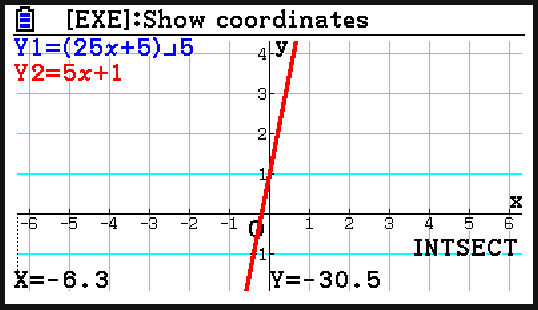 [EXE]:Show coordinates
Y1=(25x+5)⌟5
Y2=5x+1
y
4
3
2
1
x
-6 -5 -4 -3 -2 -1 O 1 2 3 4 5 6
-1
INTSECT
X=-6.3 Y=-30.5